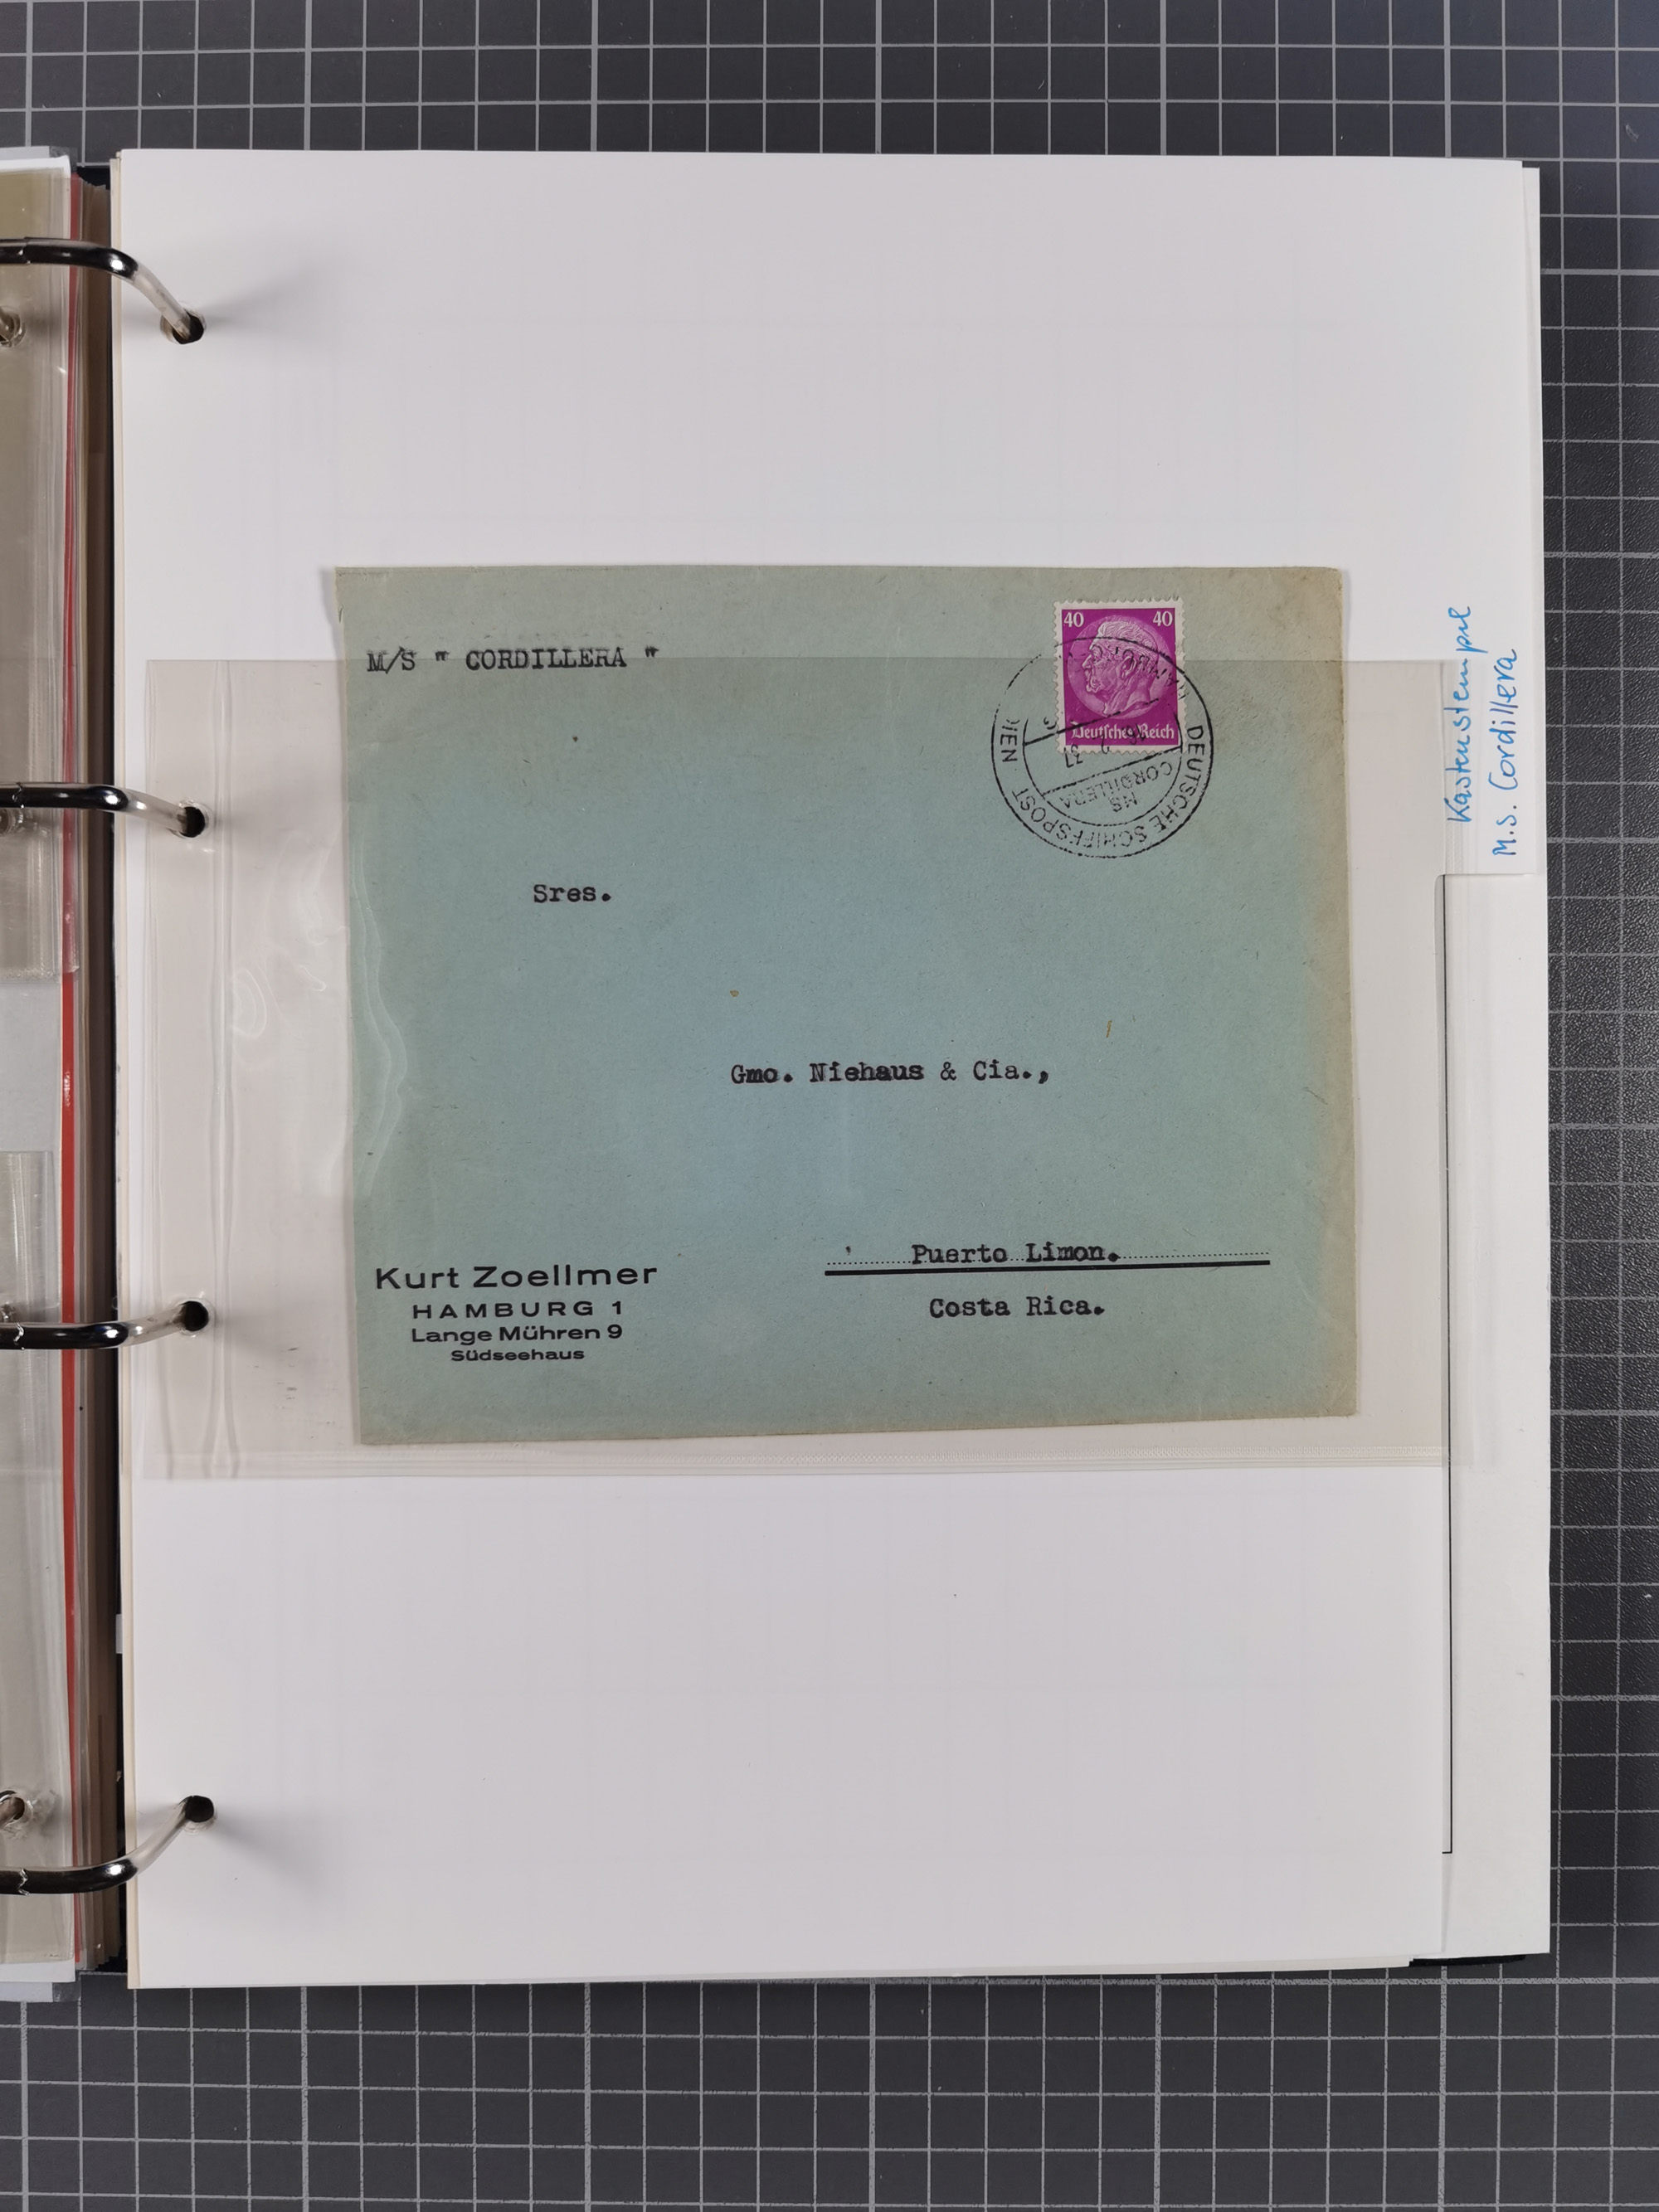 M/S " CORDILLERA "
40 40
Deutsches Reich
DEUTSCHE SCHIFFSPOST
MS
CORDILLERA
37
Sres.
Gmo. Niehaus & Cia.,
Puerto Limon.
Costa Rica.
Kurt Zoellmer
HAMBURG 1
Lange Mühren 9
Südseehaus
Kastenstempel
M.S. Cordillera